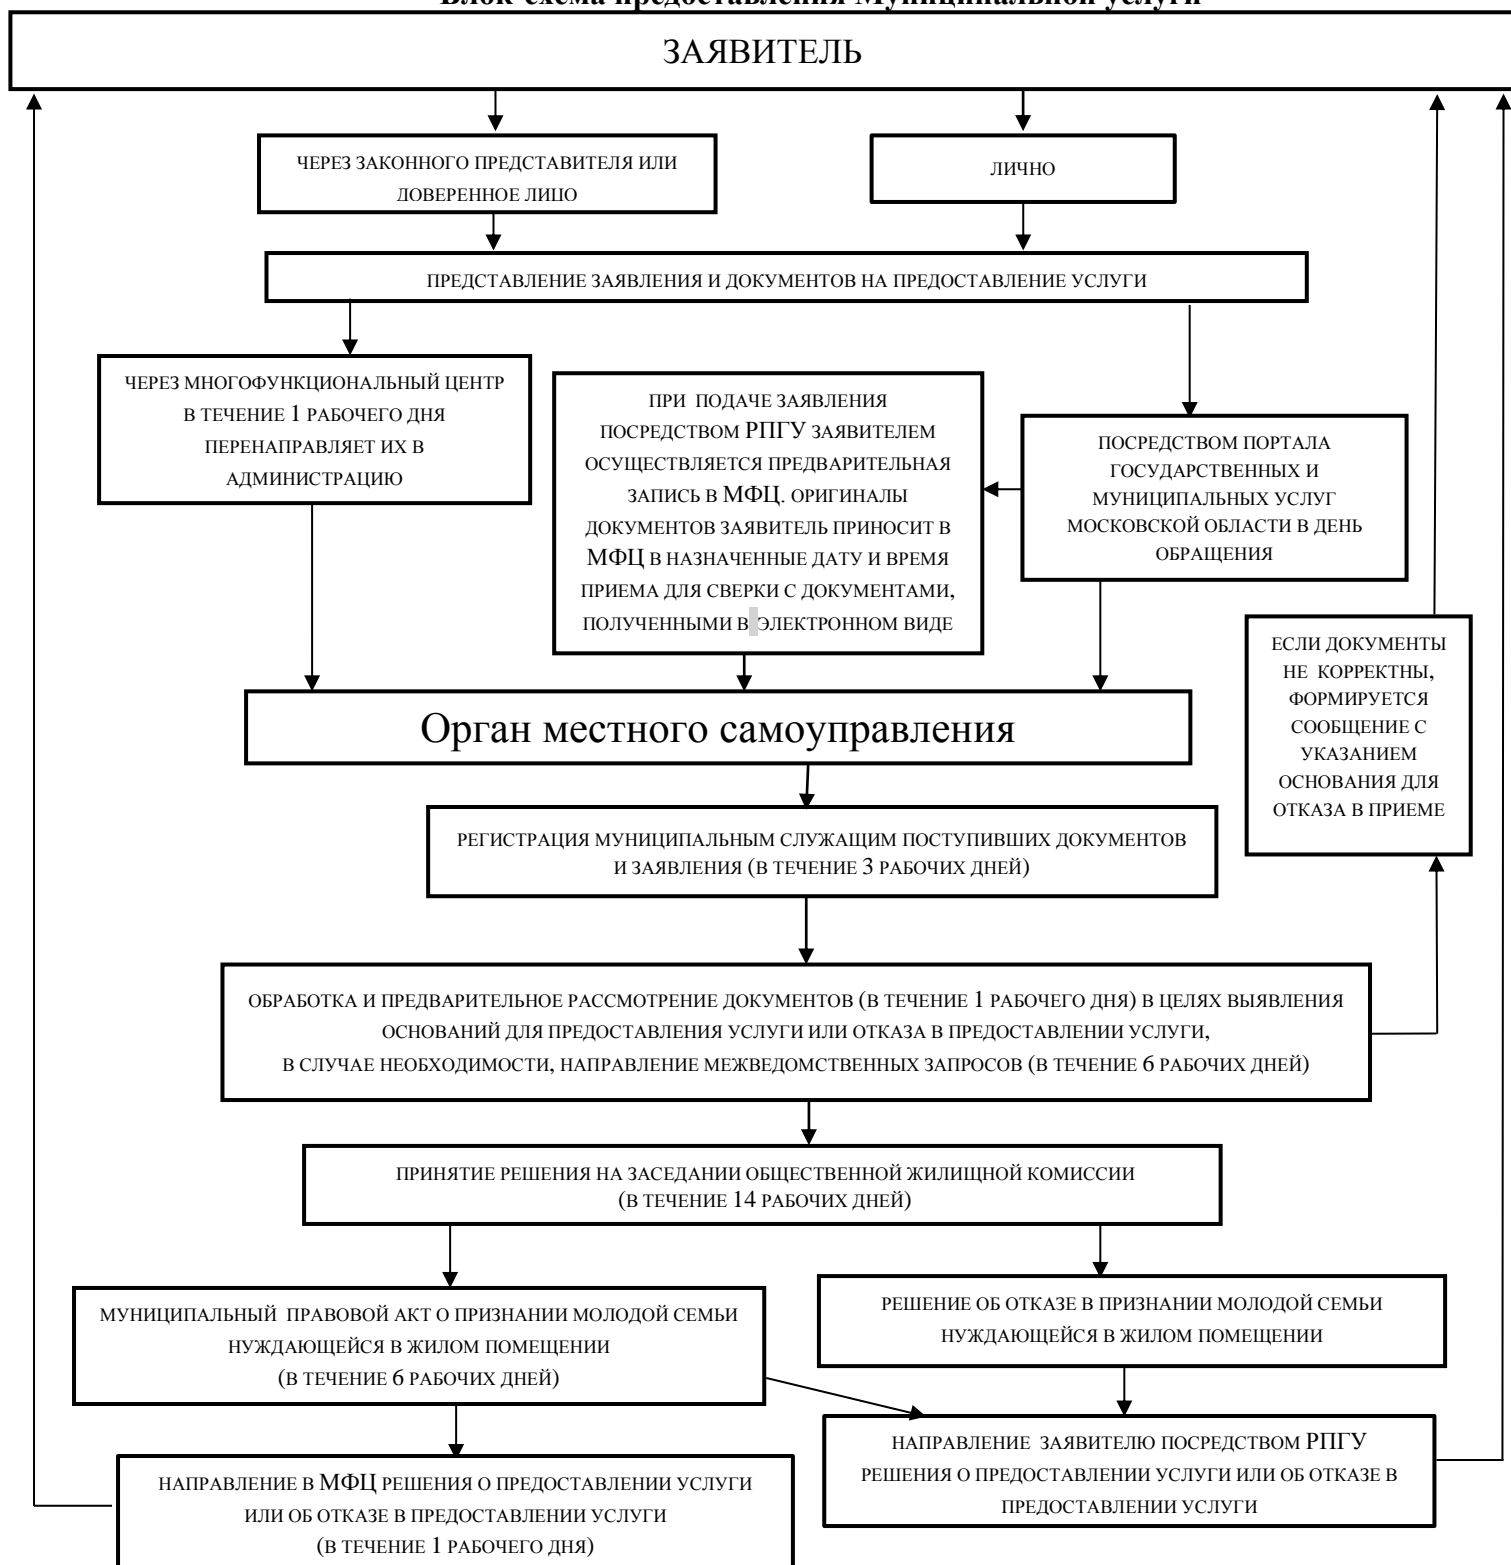 Блок-схема предоставления Муниципальной услуги
ЗАЯВИТЕЛЬ
ЧЕРЕЗ ЗАКОННОГО ПРЕДСТАВИТЕЛЯ ИЛИ
ДОВЕРЕННОЕ ЛИЦО
ЛИЧНО
ПРЕДСТАВЛЕНИЕ ЗАЯВЛЕНИЯ И ДОКУМЕНТОВ НА ПРЕДОСТАВЛЕНИЕ УСЛУГИ
ЧЕРЕЗ МНОГОФУНКЦИОНАЛЬНЫЙ ЦЕНТР
В ТЕЧЕНИЕ 1 РАБОЧЕГО ДНЯ
ПЕРЕНАПРАВЛЯЕТ ИХ В
АДМИНИСТРАЦИЮ
ПРИ ПОДАЧЕ ЗАЯВЛЕНИЯ
ПОСРЕДСТВОМ РПГУ ЗАЯВИТЕЛЕМ
ОСУЩЕСТВЛЯЕТСЯ ПРЕДВАРИТЕЛЬНАЯ
ЗАПИСЬ В МФЦ. ОРИГИНАЛЫ
ДОКУМЕНТОВ ЗАЯВИТЕЛЬ ПРИНОСИТ В
МФЦ В НАЗНАЧЕННЫЕ ДАТУ И ВРЕМЯ
ПРИЕМА ДЛЯ СВЕРКИ С ДОКУМЕНТАМИ,
ПОЛУЧЕННЫМИ В ЭЛЕКТРОННОМ ВИДЕ
ПОСРЕДСТВОМ ПОРТАЛА
ГОСУДАРСТВЕННЫХ И
МУНИЦИПАЛЬНЫХ УСЛУГ
МОСКОВСКОЙ ОБЛАСТИ В ДЕНЬ
ОБРАЩЕНИЯ
ЕСЛИ ДОКУМЕНТЫ
НЕ КОРРЕКТНЫ,
ФОРМИРУЕТСЯ
СООБЩЕНИЕ С
УКАЗАНИЕМ
ОСНОВАНИЯ ДЛЯ
ОТКАЗА В ПРИЕМЕ
Орган местного самоуправления
РЕГИСТРАЦИЯ МУНИЦИПАЛЬНЫМ СЛУЖАЩИМ ПОСТУПИВШИХ ДОКУМЕНТОВ
И ЗАЯВЛЕНИЯ (В ТЕЧЕНИЕ 3 РАБОЧИХ ДНЕЙ)
ОБРАБОТКА И ПРЕДВАРИТЕЛЬНОЕ РАССМОТРЕНИЕ ДОКУМЕНТОВ (В ТЕЧЕНИЕ 1 РАБОЧЕГО ДНЯ) В ЦЕЛЯХ ВЫЯВЛЕНИЯ
ОСНОВАНИЙ ДЛЯ ПРЕДОСТАВЛЕНИЯ УСЛУГИ ИЛИ ОТКАЗА В ПРЕДОСТАВЛЕНИИ УСЛУГИ,
В СЛУЧАЕ НЕОБХОДИМОСТИ, НАПРАВЛЕНИЕ МЕЖВЕДОМСТВЕННЫХ ЗАПРОСОВ (В ТЕЧЕНИЕ 6 РАБОЧИХ ДНЕЙ)
ПРИНЯТИЕ РЕШЕНИЯ НА ЗАСЕДАНИИ ОБЩЕСТВЕННОЙ ЖИЛИЩНОЙ КОМИССИИ
(В ТЕЧЕНИЕ 14 РАБОЧИХ ДНЕЙ)
МУНИЦИПАЛЬНЫЙ ПРАВОВОЙ АКТ О ПРИЗНАНИИ МОЛОДОЙ СЕМЬИ
НУЖДАЮЩЕЙСЯ В ЖИЛОМ ПОМЕЩЕНИИ
(В ТЕЧЕНИЕ 6 РАБОЧИХ ДНЕЙ)
РЕШЕНИЕ ОБ ОТКАЗЕ В ПРИЗНАНИИ МОЛОДОЙ СЕМЬИ
НУЖДАЮЩЕЙСЯ В ЖИЛОМ ПОМЕЩЕНИИ
НАПРАВЛЕНИЕ В МФЦ РЕШЕНИЯ О ПРЕДОСТАВЛЕНИИ УСЛУГИ
ИЛИ ОБ ОТКАЗЕ В ПРЕДОСТАВЛЕНИИ УСЛУГИ
(В ТЕЧЕНИЕ 1 РАБОЧЕГО ДНЯ)
НАПРАВЛЕНИЕ ЗАЯВИТЕЛЮ ПОСРЕДСТВОМ РПГУ
РЕШЕНИЯ О ПРЕДОСТАВЛЕНИИ УСЛУГИ ИЛИ ОБ ОТКАЗЕ В
ПРЕДОСТАВЛЕНИИ УСЛУГИ